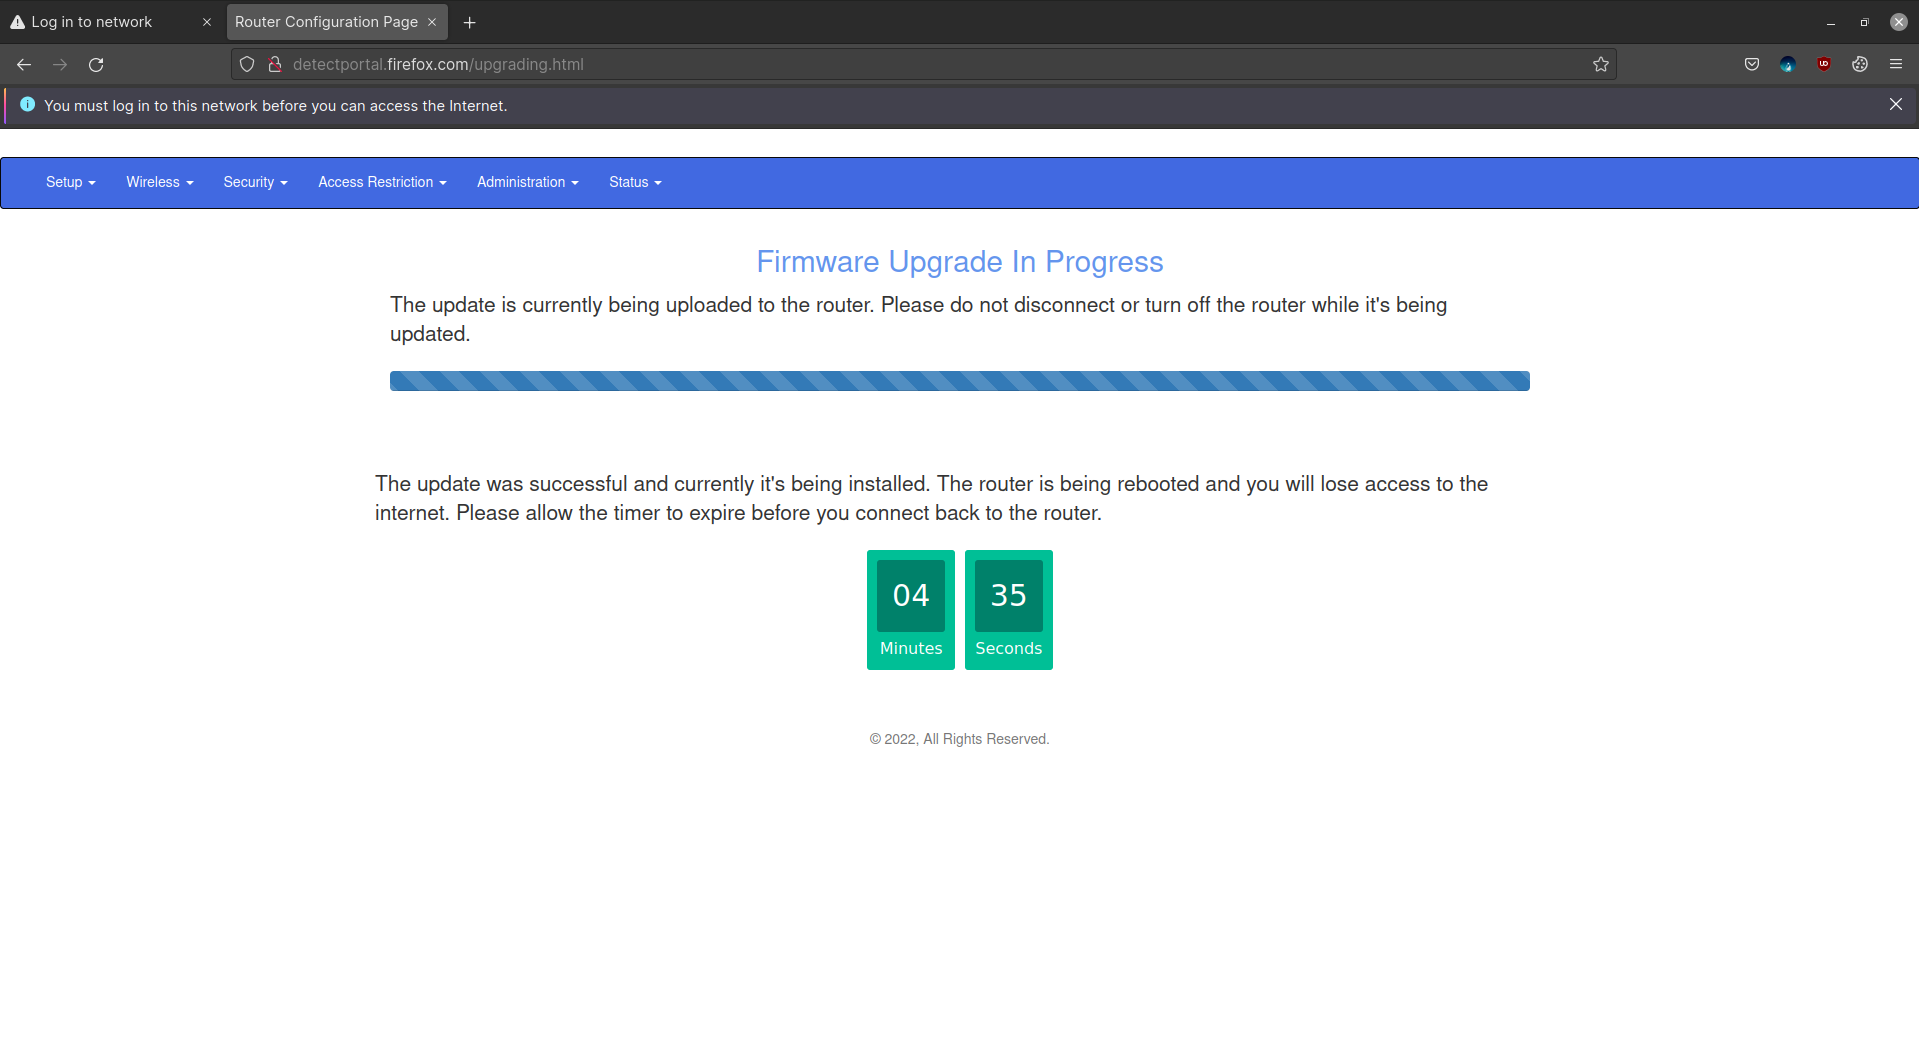 Log in to network
Router Configuration Page
detectportal.firefox.com/upgrading.html
You must log in to this network before you can access the Internet.
Setup Wireless Security Access Restriction Administration Status
Firmware Upgrade In Progress
The update is currently being uploaded to the router. Please do not disconnect or turn off the router while it's being
updated.
The update was successful and currently it's being installed. The router is being rebooted and you will lose access to the
internet. Please allow the timer to expire before you connect back to the router.
04 35
Minutes Seconds
© 2022, All Rights Reserved.